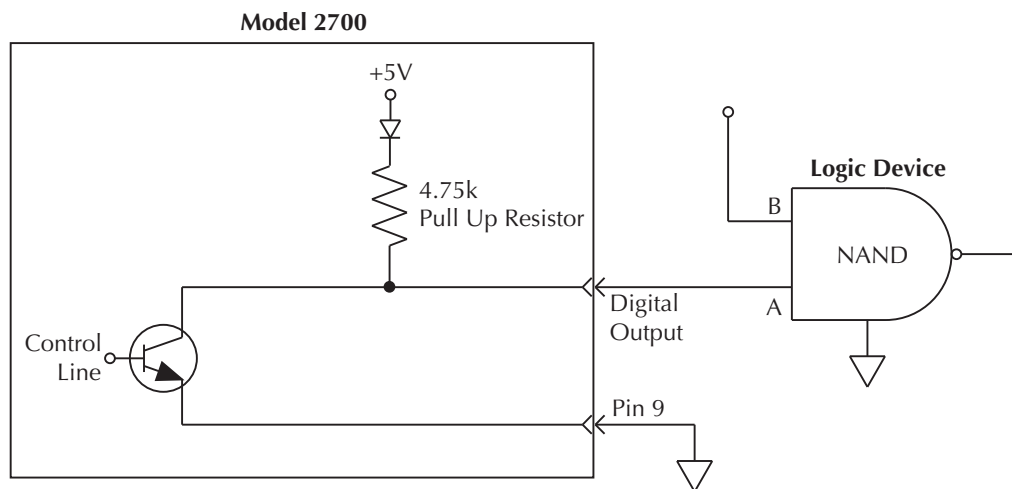 Model 2700
+5V
4.75k
Pull Up Resistor
Logic Device
B
NAND
A
Digital
Output
Control
Line
Pin 9